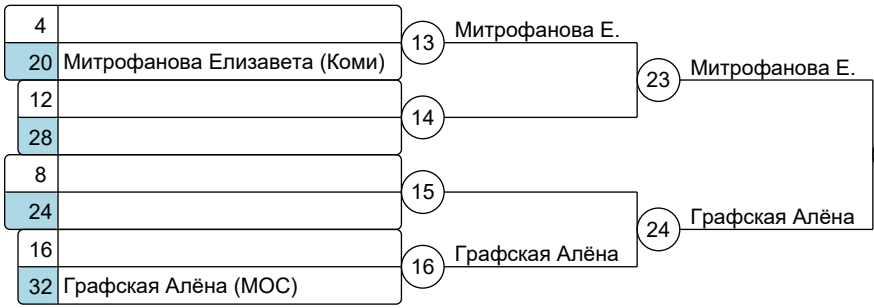 4
20 Митрофанова Елизавета (Коми)
13 Митрофанова Е.
12
28
14
23 Митрофанова Е.
8
24
15
16
32 Графская Алёна (МОС)
16 Графская Алёна
24 Графская Алёна